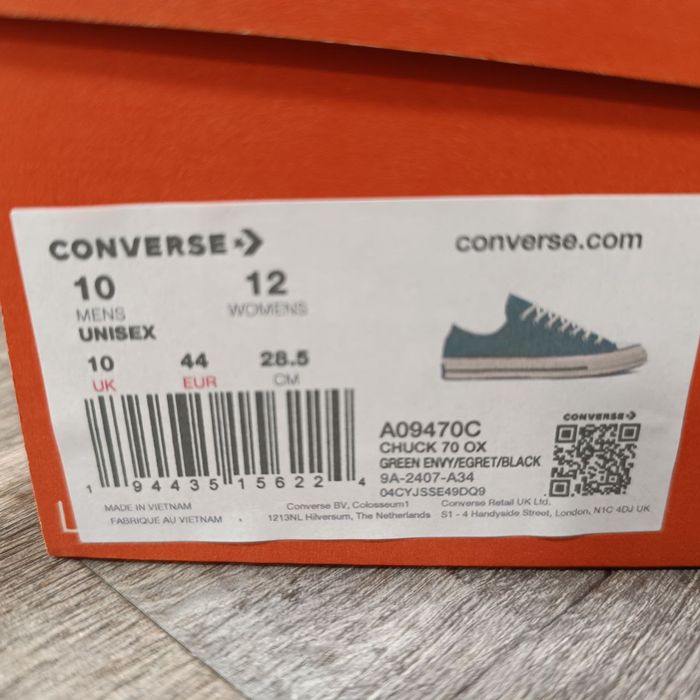 CONVERSE
converse.com
10 12
MENS WOMENS
UNISEX
10 44 28.5
UK EUR CM
1 94435 15622 4
CONVERSE
A09470C
CHUCK 70 OX
GREEN ENVY/EGRET/BLACK
9A-2407-A34
04CYJSSE49DQ9
MADE IN VIETNAM
FABRIQUE AU VIETNAM
Converse BV, Colosseum1
1213NL Hilversum, The Netherlands
Converse Retail UK Ltd.
S1 - 4 Handyside Street, London, N1C 4DJ UK